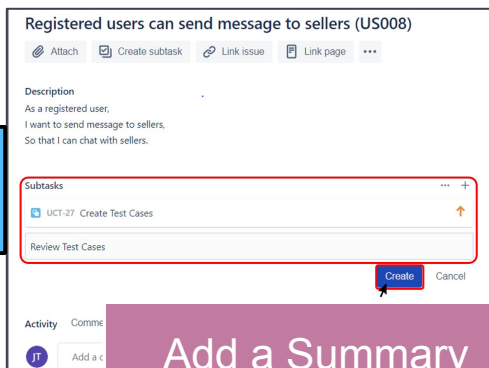 Registered users can send message to sellers (US008)
Attach Create subtask Link issue Link page
Description
As a registered user,
I want to send message to sellers,
So that I can chat with sellers.
Subtasks
UCT-27 Create Test Cases
Review Test Cases
Create Cancel
Activity Comme
JT Add a c
Add a Summary